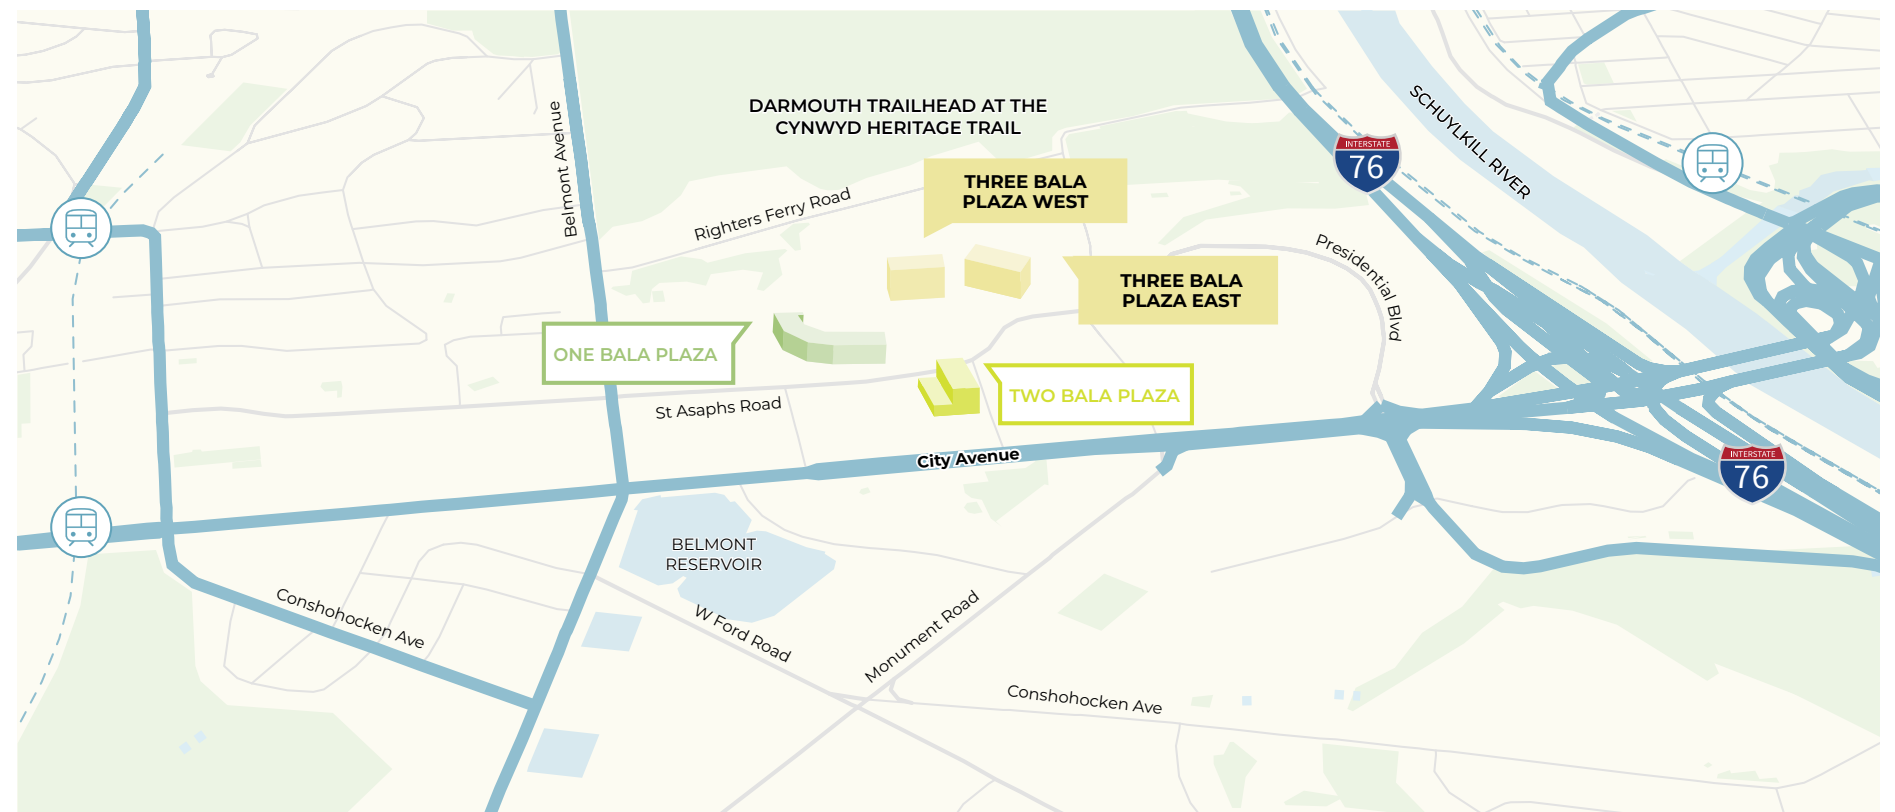 DARMOUTH TRAILHEAD AT THE
CYNWYD HERITAGE TRAIL
Belmont Avenue
Righters Ferry Road
THREE BALA
PLAZA WEST
INTERSTATE
76
SCHUYLKILL RIVER
THREE BALA
PLAZA EAST
Presidential Blvd
ONE BALA PLAZA
TWO BALA PLAZA
St Asaphs Road
City Avenue
INTERSTATE
76
BELMONT
RESERVOIR
Conshohocken Ave
W Ford Road
Monument Road
Conshohocken Ave